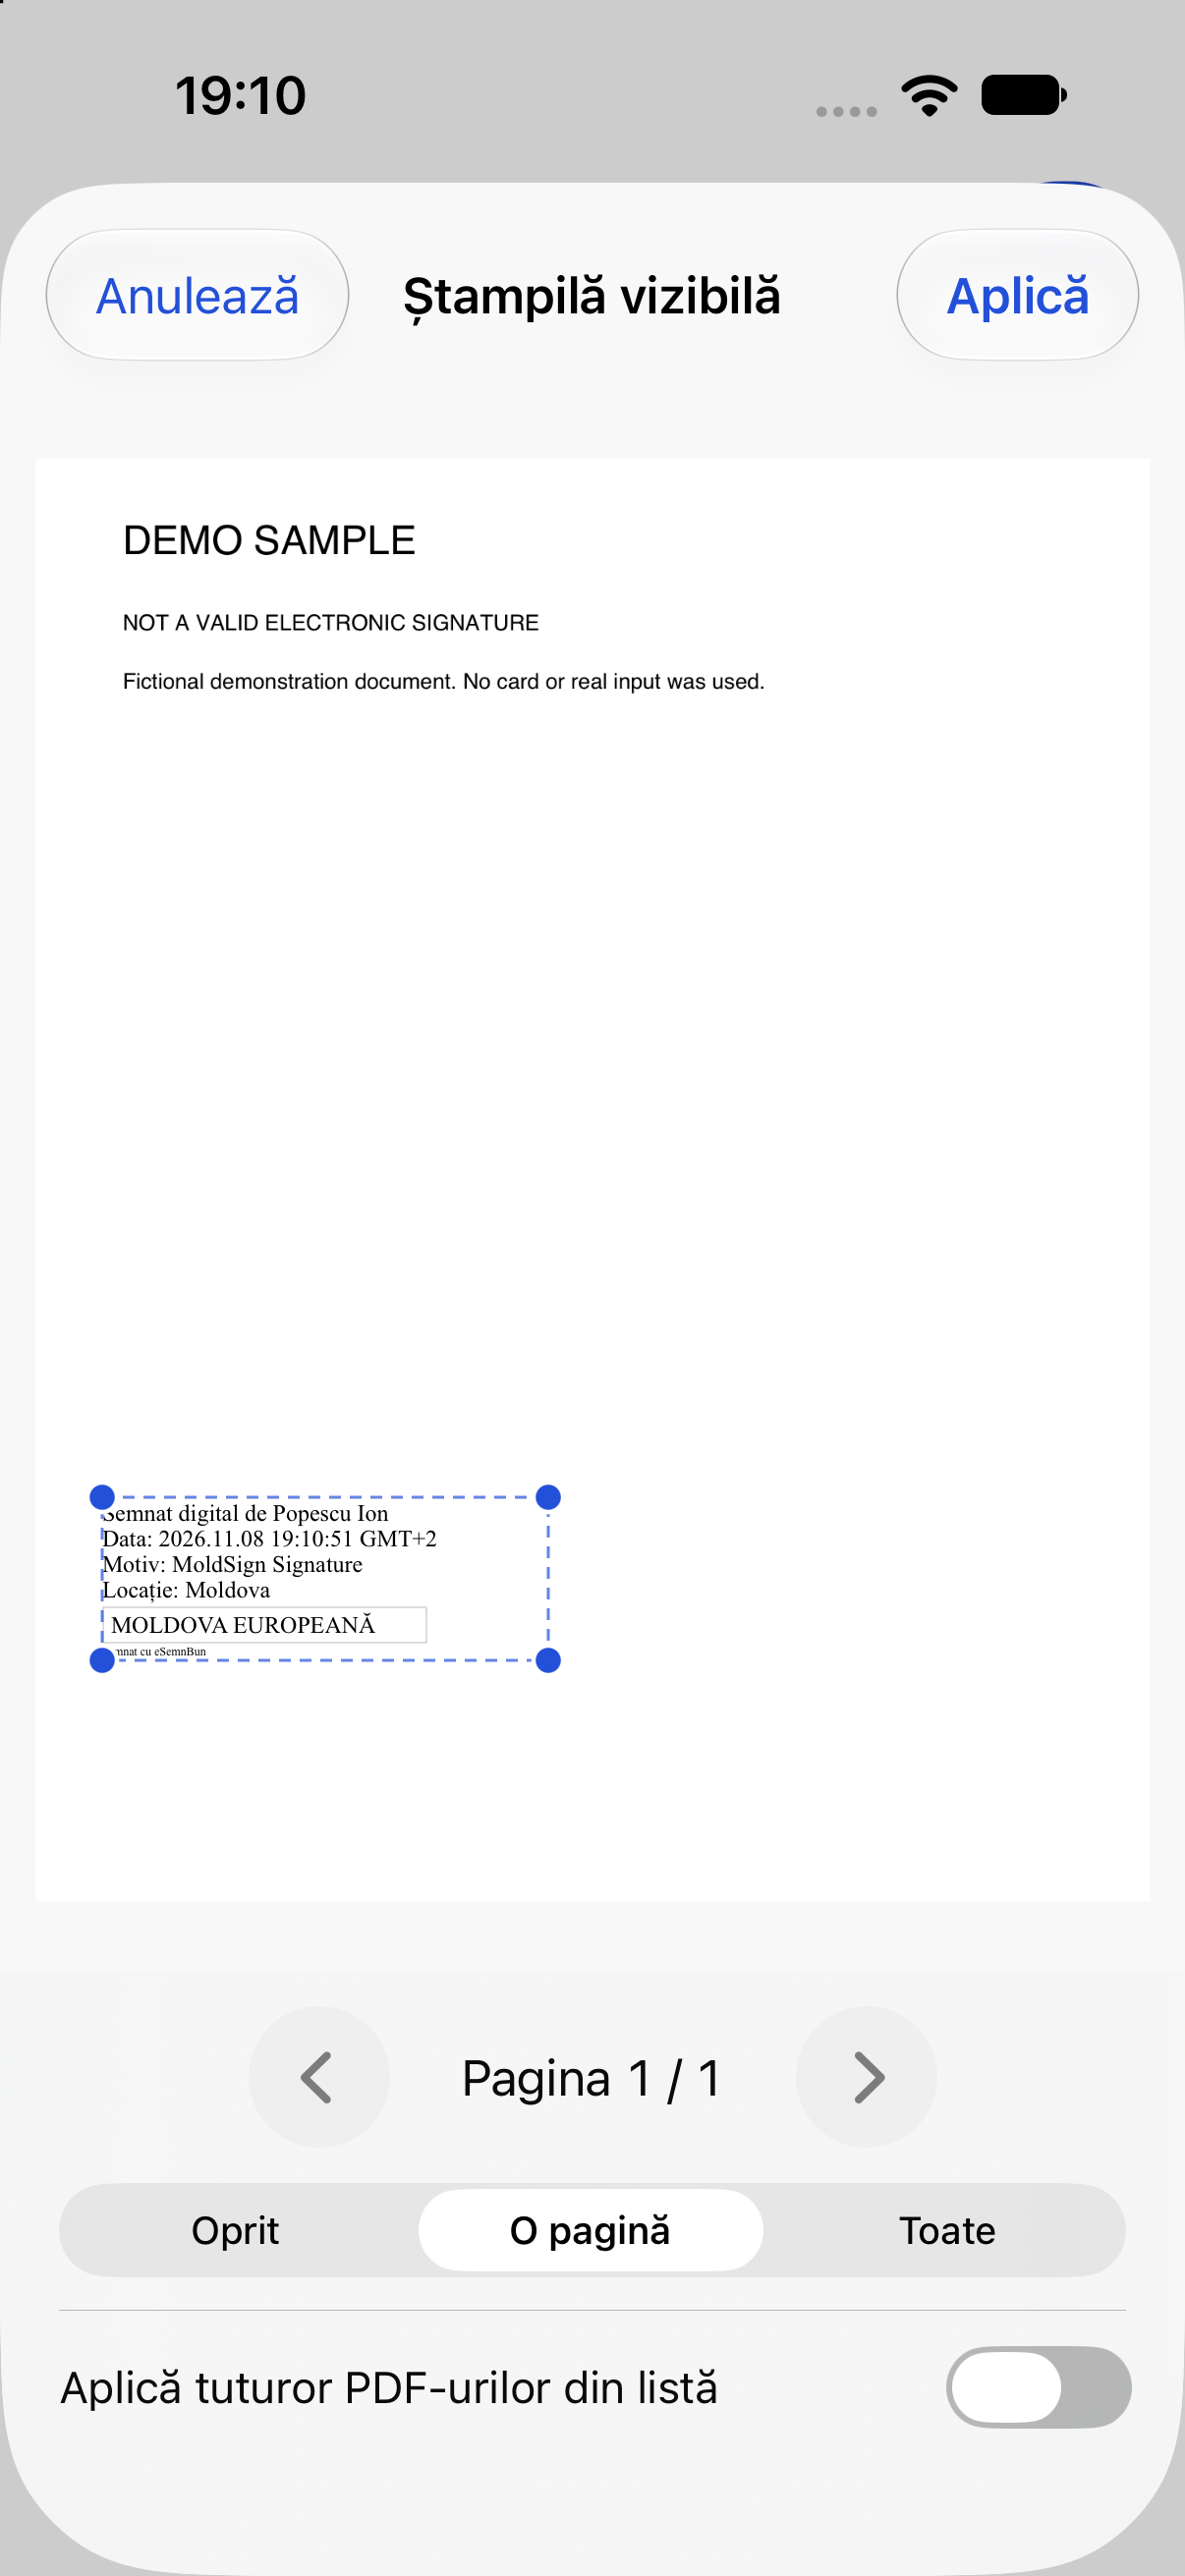 19:10
Anulează
Ștampilă vizibilă
Aplică
DEMO SAMPLE
NOT A VALID ELECTRONIC SIGNATURE
Fictional demonstration document. No card or real input was used.
Semnat digital de Popescu Ion
Data: 2026.11.08 19:10:51 GMT+2
Motiv: MoldSign Signature
Locație: Moldova
MOLDOVA EUROPEANĂ
cu eSemnBun
Pagina 1 / 1
Oprit
O pagină
Toate
Aplică tuturor PDF-urilor din listă